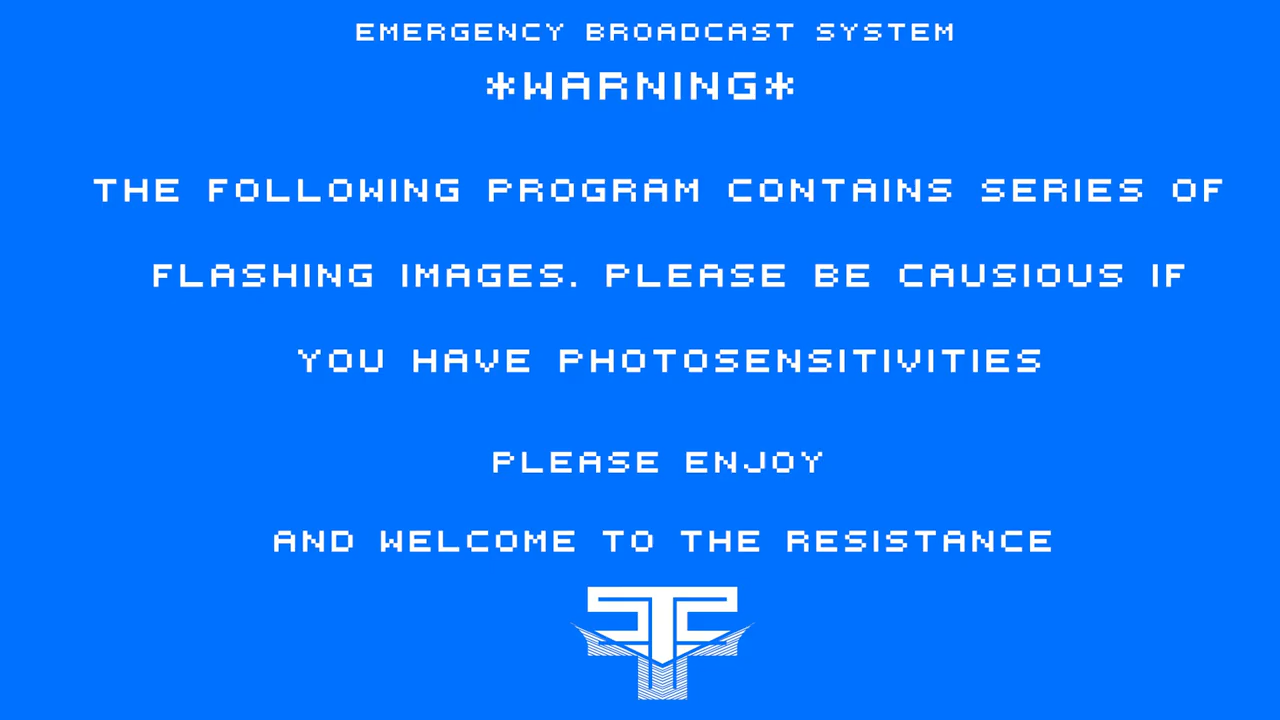 EMERGENCY BROADCAST SYSTEM
*WARNING*
THE FOLLOWING PROGRAM CONTAINS SERIES OF
FLASHING IMAGES. PLEASE BE CAUSIOUS IF
YOU HAVE PHOTOSENSITIVITIES
PLEASE ENJOY
AND WELCOME TO THE RESISTANCE